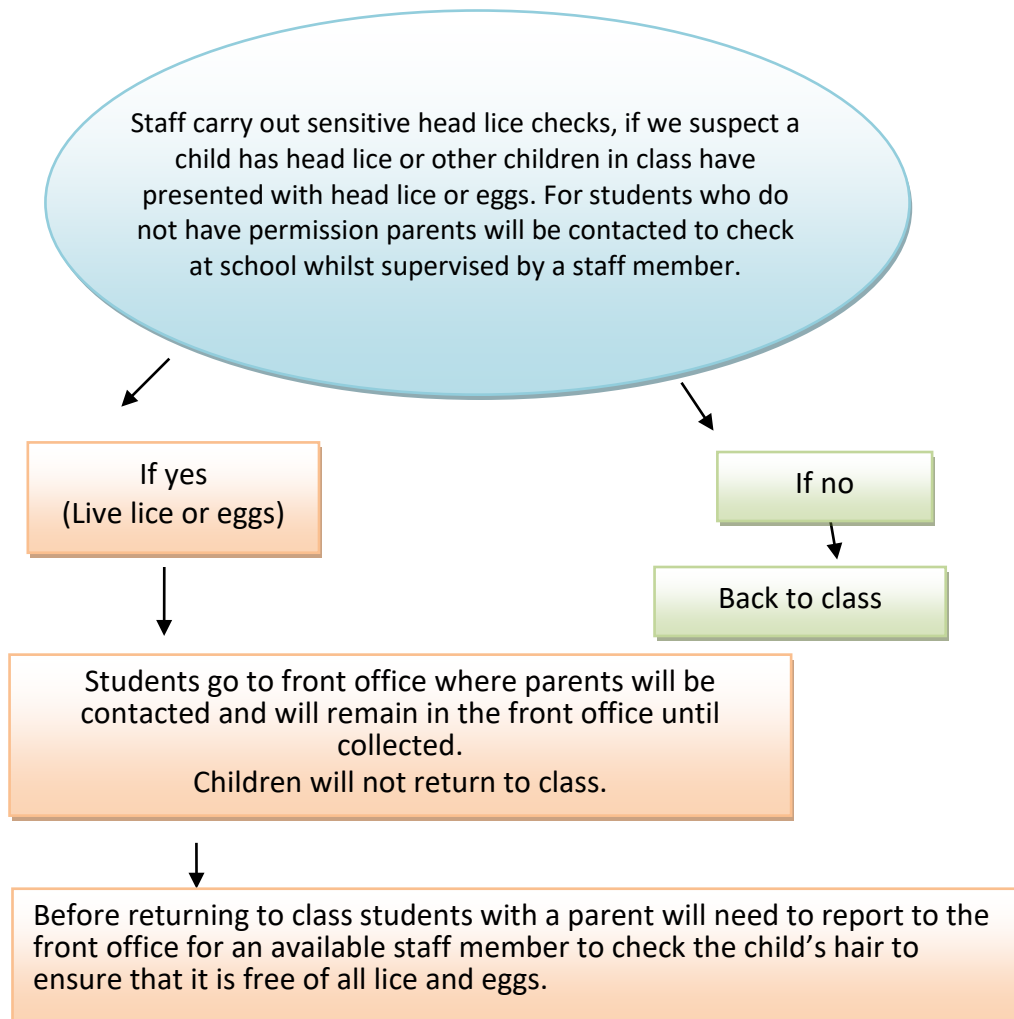 Staff carry out sensitive head lice checks, if we suspect a
child has head lice or other children in class have
presented with head lice or eggs. For students who do
not have permission parents will be contacted to check
at school whilst supervised by a staff member.
If yes
(Live lice or eggs)
If no
Back to class
Students go to front office where parents will be
contacted and will remain in the front office until
collected.
Children will not return to class.
Before returning to class students with a parent will need to report to the
front office for an available staff member to check the child’s hair to
ensure that it is free of all lice and eggs.